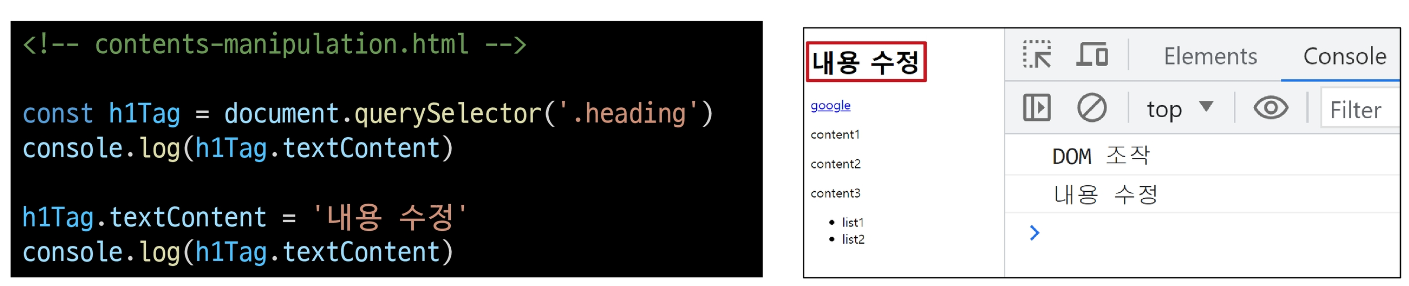 <!-- contents-manipulation.html -->
const h1Tag = document.querySelector('.heading')
console.log(h1Tag.textContent)
h1Tag.textContent = '내용 수정'
console.log(h1Tag.textContent)
내용 수정
google
content1
content2
content3
• list1
• list2
Elements Console
top ▼ Filter
DOM 조작
내용 수정
>